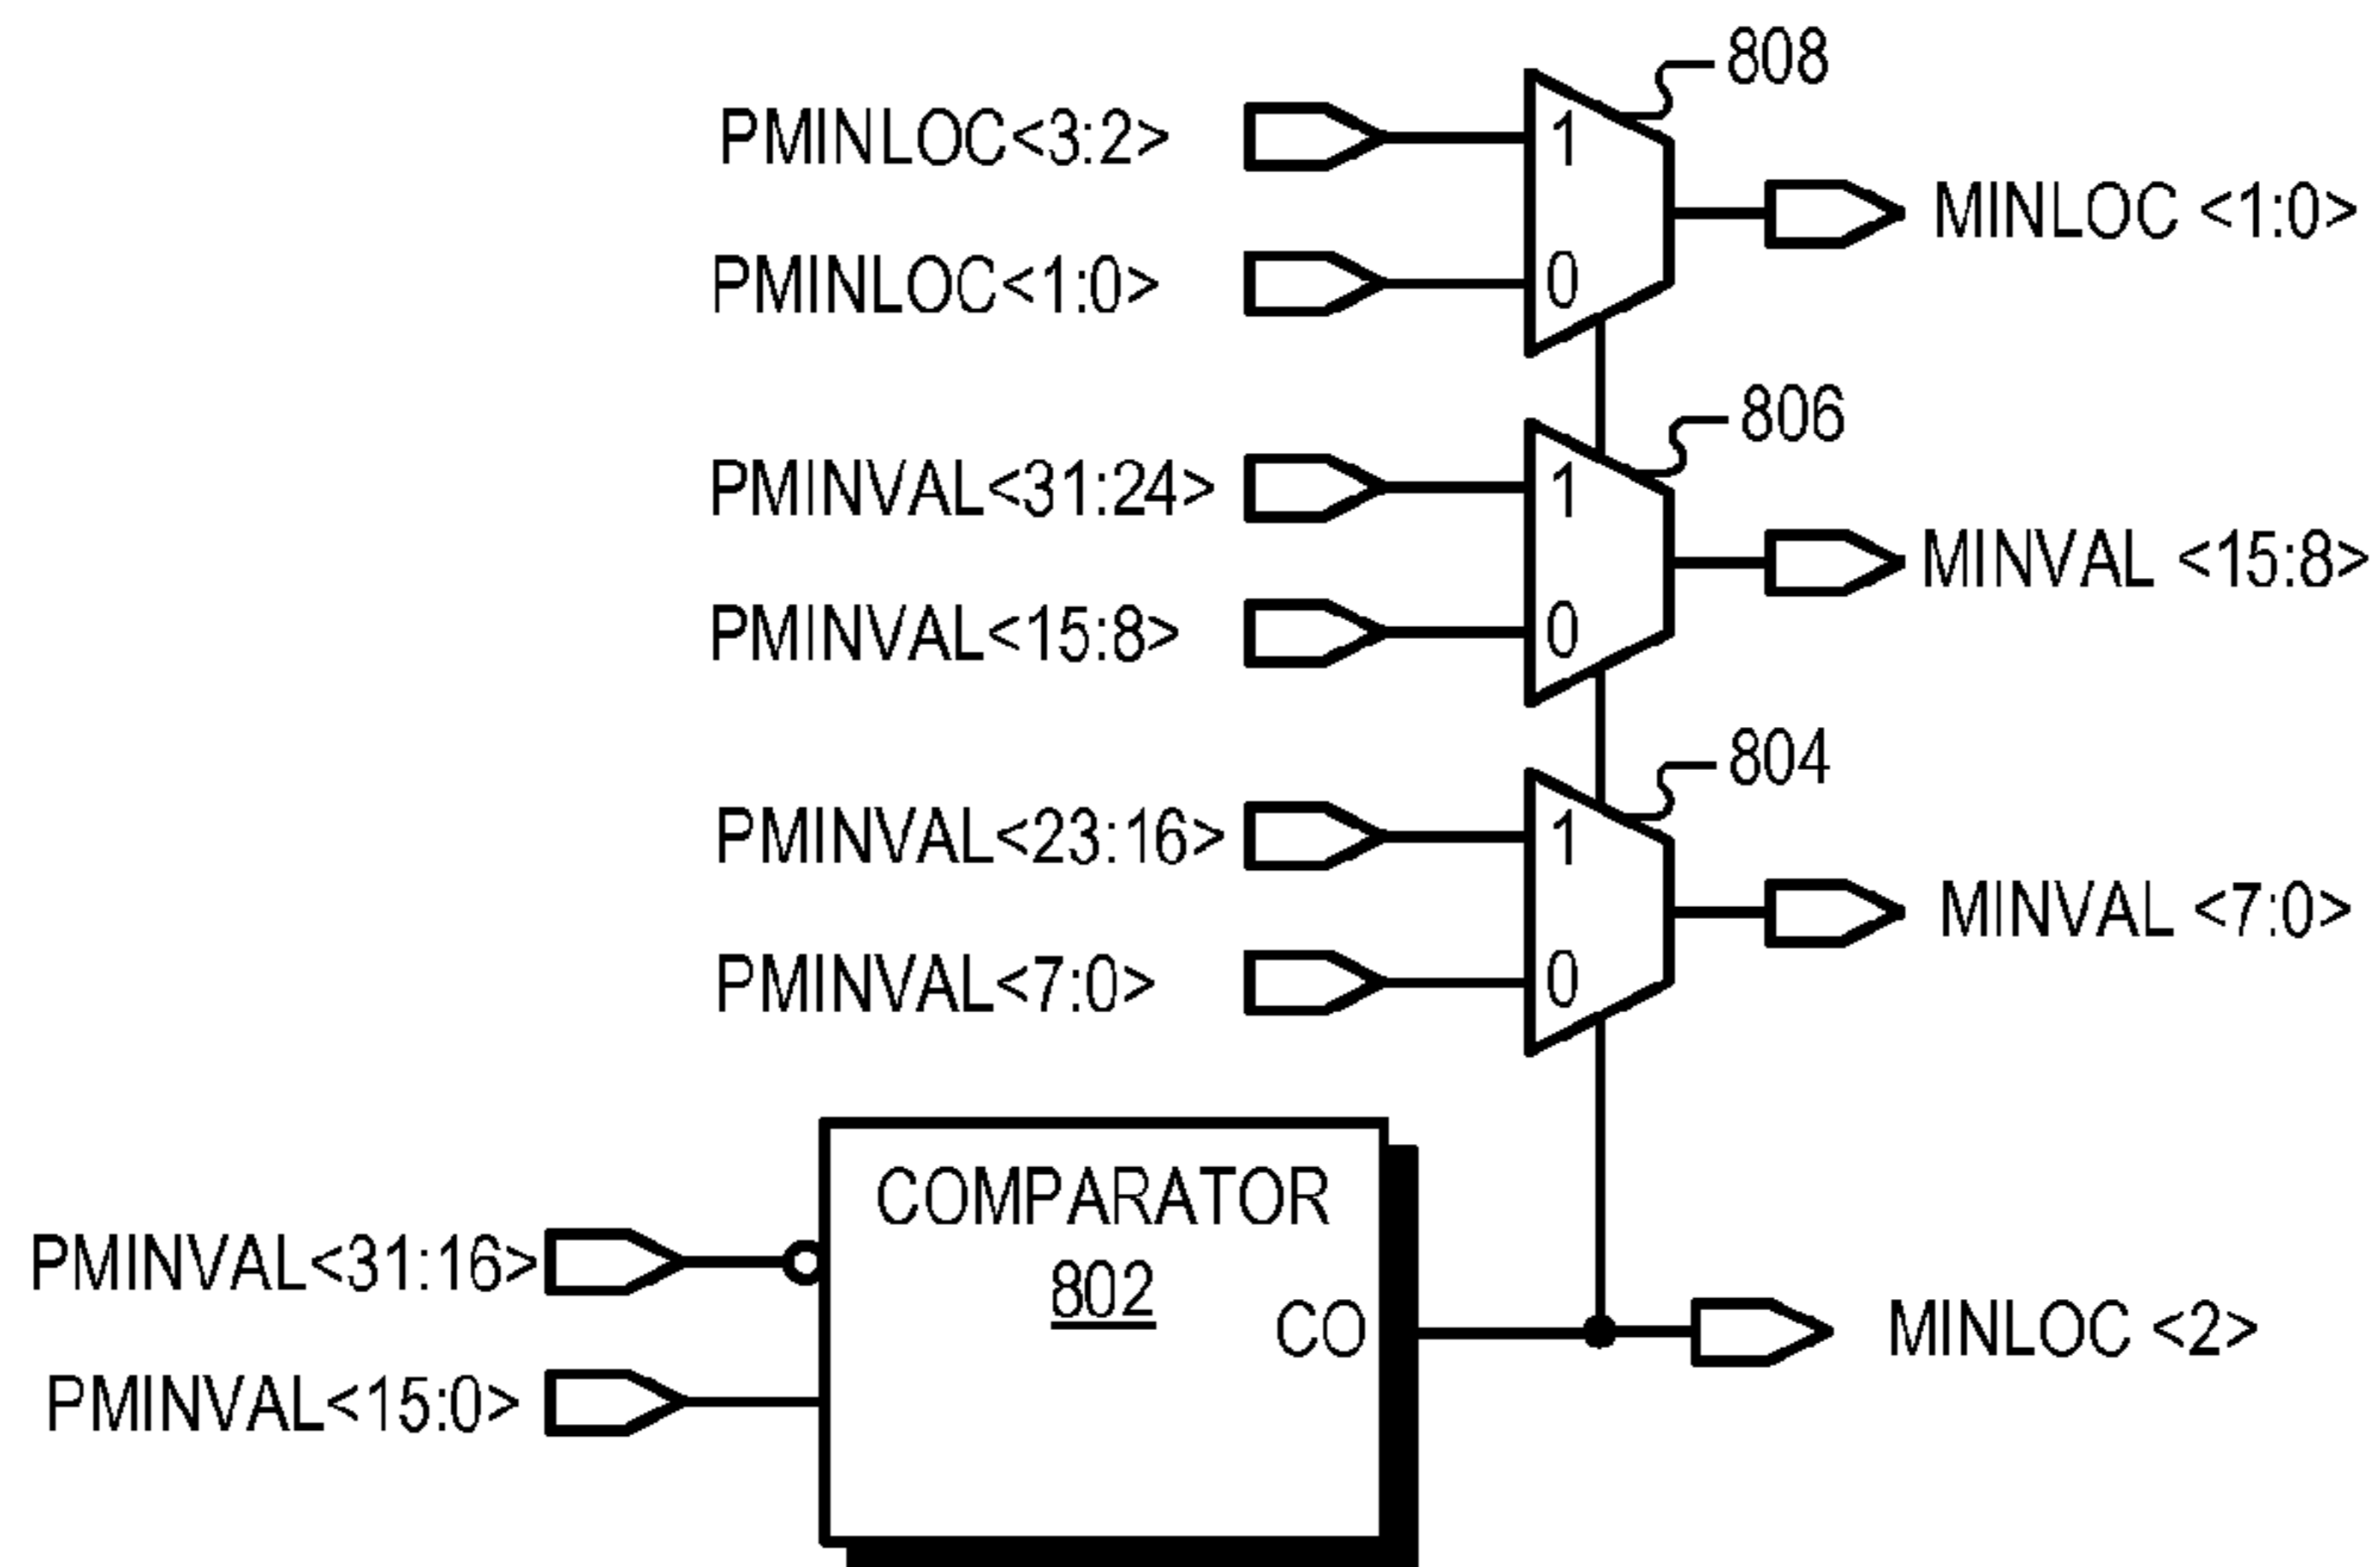 808
PMINLOC<3:2>
1
MINLOC <1:0>
PMINLOC<1:0>
0
806
PMINVAL<31:24>
1
MINVAL <15:8>
PMINVAL<15:8>
0
804
PMINVAL<23:16>
1
MINVAL <7:0>
PMINVAL<7:0>
0
COMPARATOR
802
PMINVAL<31:16>
CO
MINLOC <2>
PMINVAL<15:0>